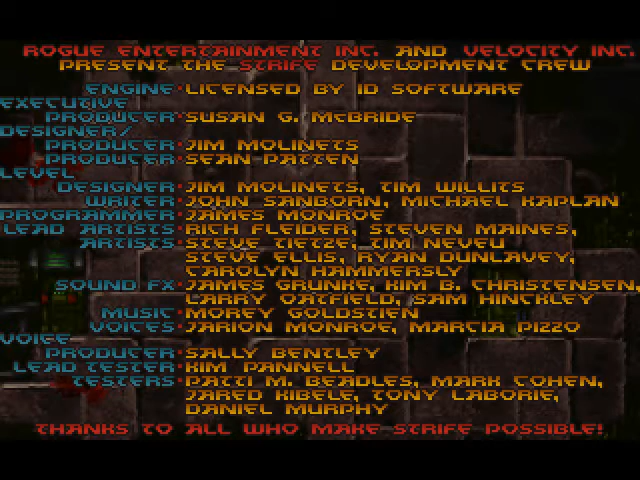 ROGUE ENTERTAINMENT INC. AND VELOCITY INC.
PRESENT THE STRIFE DEVELOPMENT CREW
ENGINE·LICENSED BY ID SOFTWARE
EXECUTIVE
PRODUCER·SUSAN G. McBRIDE
DESIGNER/
PRODUCER·JIM MOLINETS
PRODUCER·SEAN PATTEN
LEVEL
DESIGNER·JIM MOLINETS, TIM WILLITS
WRITER·JOHN SANBORN, MICHAEL KAPLAN
PROGRAMMER·JAMES MONROE
LEAD ARTISTS·RICH FLEIDER, STEVEN MAINES,
ARTISTS·STEVE TIETZE, TIM NEVEU
STEVE ELLIS, RYAN DUNLAVEY,
CAROLYN HAMMERSLY
SOUND FX·JAMES GRUNKE, KIM B. CHRISTENSEN,
LARRY OATFIELD, SAM HINCKLEY
MUSIC·MOREY GOLDSTIEN
VOICES·JARION MONROE, MARCIA PIZZO
VOICE
PRODUCER·SALLY BENTLEY
LEAD TESTER·KIM PANNELL
TESTERS·PATTI M. BEADLES, MARK COHEN,
JARED KIBELE, TONY LABORIE,
DANIEL MURPHY
THANKS TO ALL WHO MAKE STRIFE POSSIBLE!